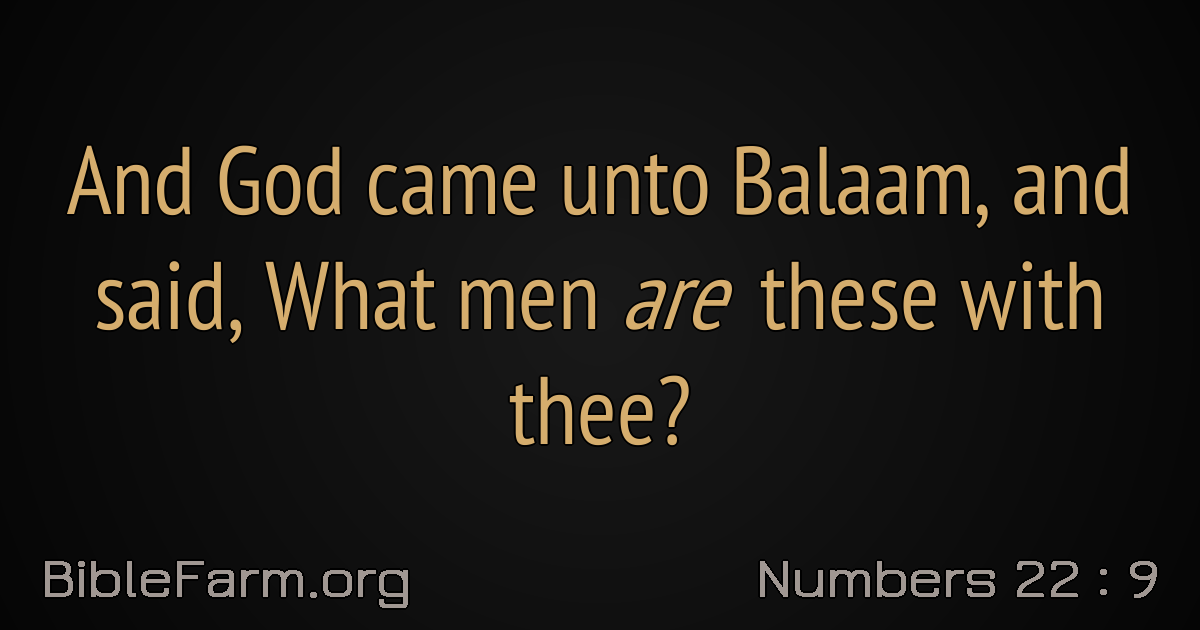 And God came unto Balaam, and
said, What men are these with
thee?
BibleFarm.org
Numbers 22 : 9